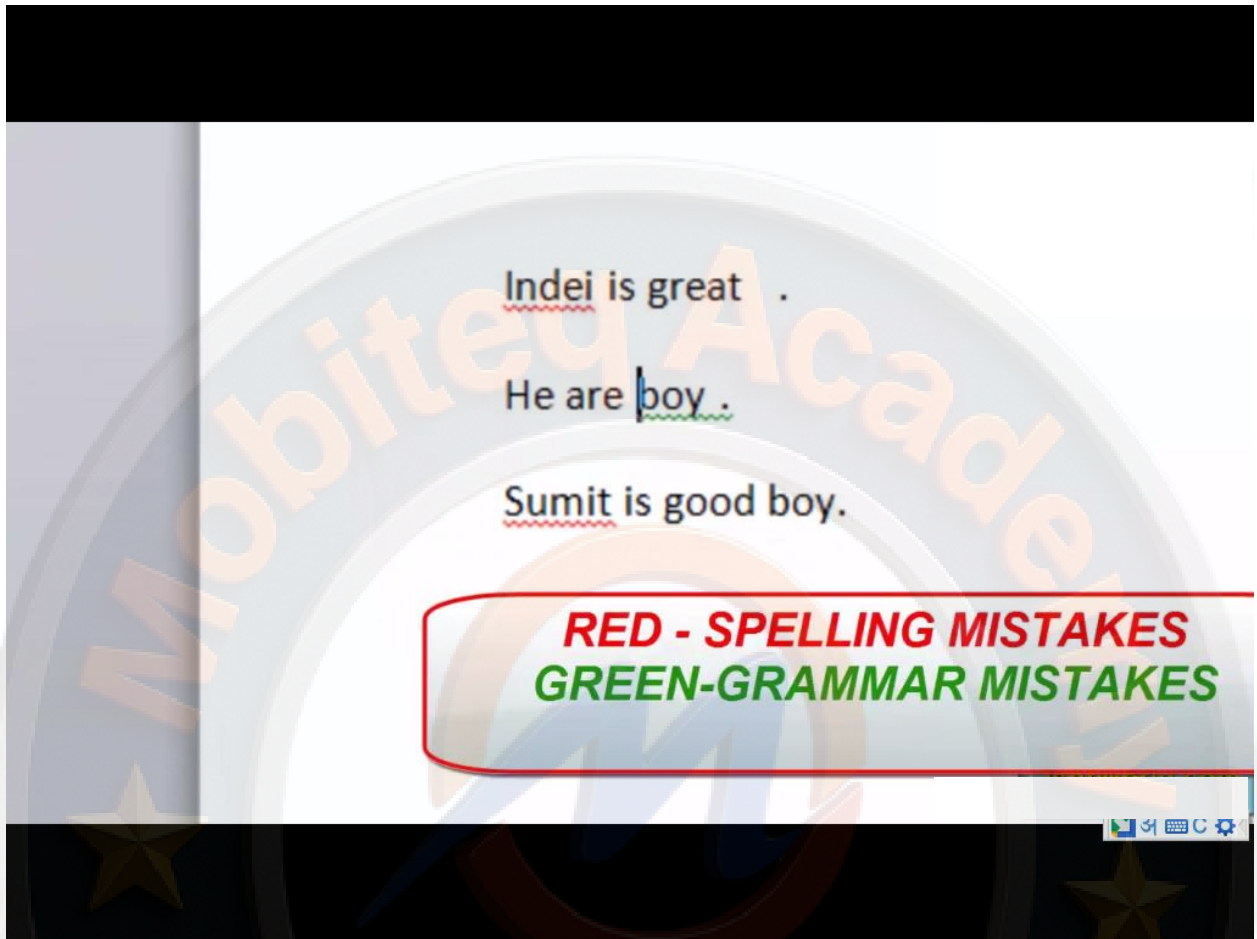 Mobiteq Academy
Indei is great .
He are boy .
Sumit is good boy.
RED - SPELLING MISTAKES
GREEN-GRAMMAR MISTAKES
अ C